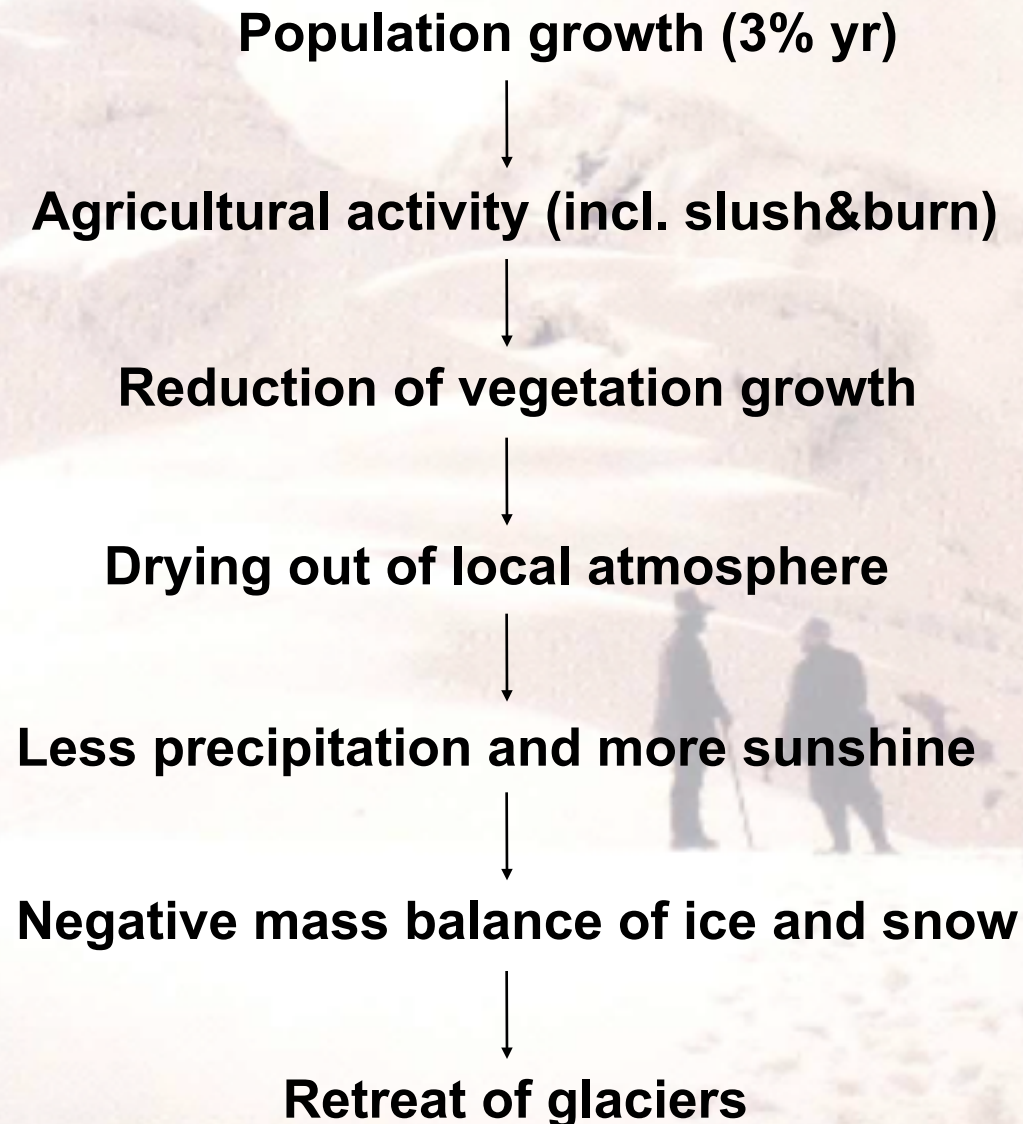 Population growth (3% yr)
Agricultural activity (incl. slush&burn)
Reduction of vegetation growth
Drying out of local atmosphere
Less precipitation and more sunshine
Negative mass balance of ice and snow
Retreat of glaciers